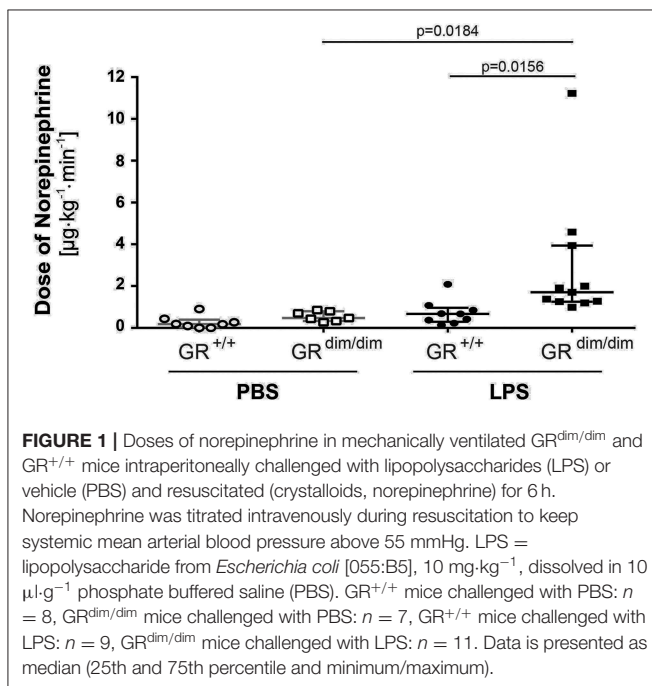 p=0.0184
p=0.0156
Dose of Norepinephrine
[µg·kg⁻¹·min⁻¹]
12
10
8
6
4
2
0
GR+/+ GRdim/dim GR+/+ GRdim/dim
PBS LPS
FIGURE 1 | Doses of norepinephrine in mechanically ventilated GRdim/dim and
GR+/+ mice intraperitoneally challenged with lipopolysaccharides (LPS) or
vehicle (PBS) and resuscitated (crystalloids, norepinephrine) for 6 h.
Norepinephrine was titrated intravenously during resuscitation to keep
systemic mean arterial blood pressure above 55 mmHg. LPS =
lipopolysaccharide from Escherichia coli [055:B5], 10 mg·kg⁻¹, dissolved in 10
µl·g⁻¹ phosphate buffered saline (PBS). GR+/+ mice challenged with PBS: n
= 8, GRdim/dim mice challenged with PBS: n = 7, GR+/+ mice challenged with
LPS: n = 9, GRdim/dim mice challenged with LPS: n = 11. Data is presented as
median (25th and 75th percentile and minimum/maximum).